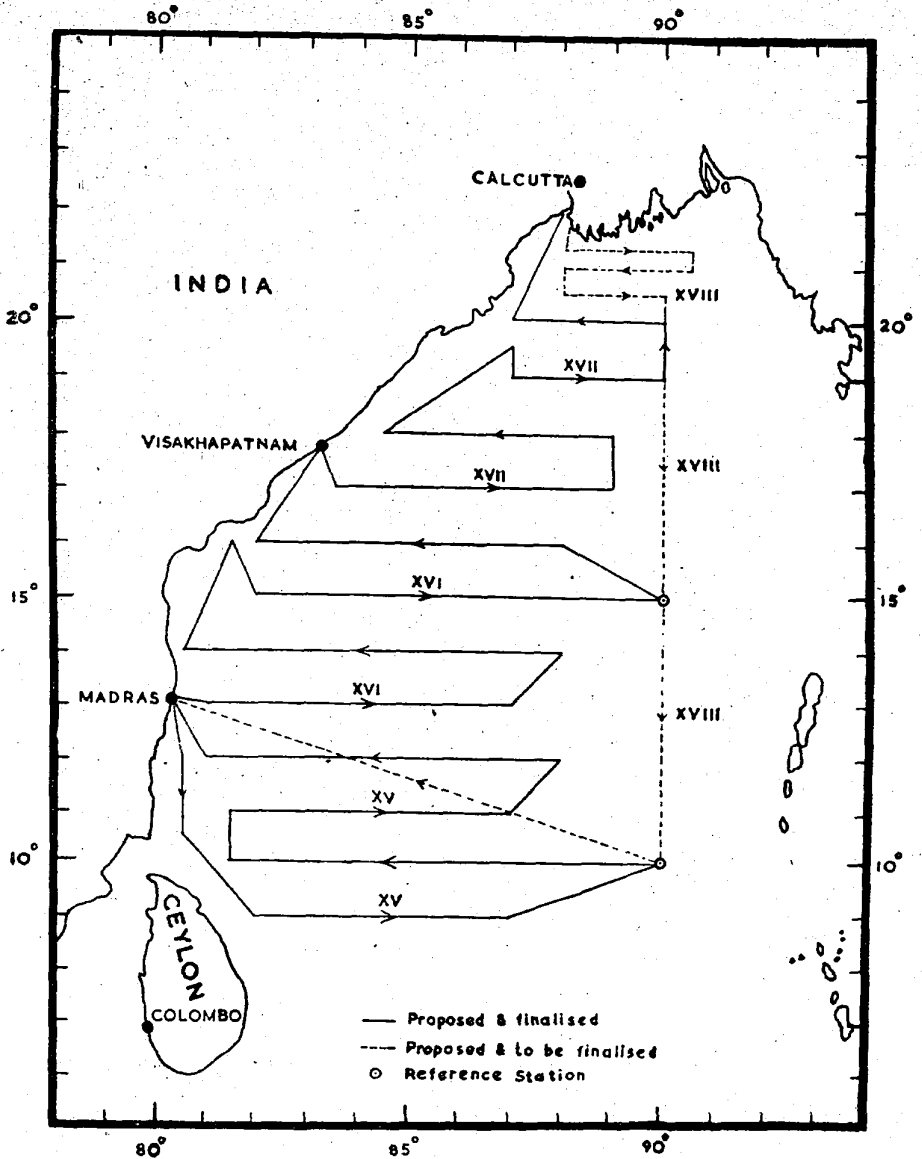 80° 85° 90°
CALCUTTA
INDIA
XVIII
20° 20°
XVII
VISAKHAPATNAM
XVIII
XVII
XVI
15° 15°
XVI
MADRAS
XVIII
XV
10° 10°
XV
CEYLON
COLOMBO
Proposed & finalised
Proposed & to be finalised
Reference Station
80° 85° 90°